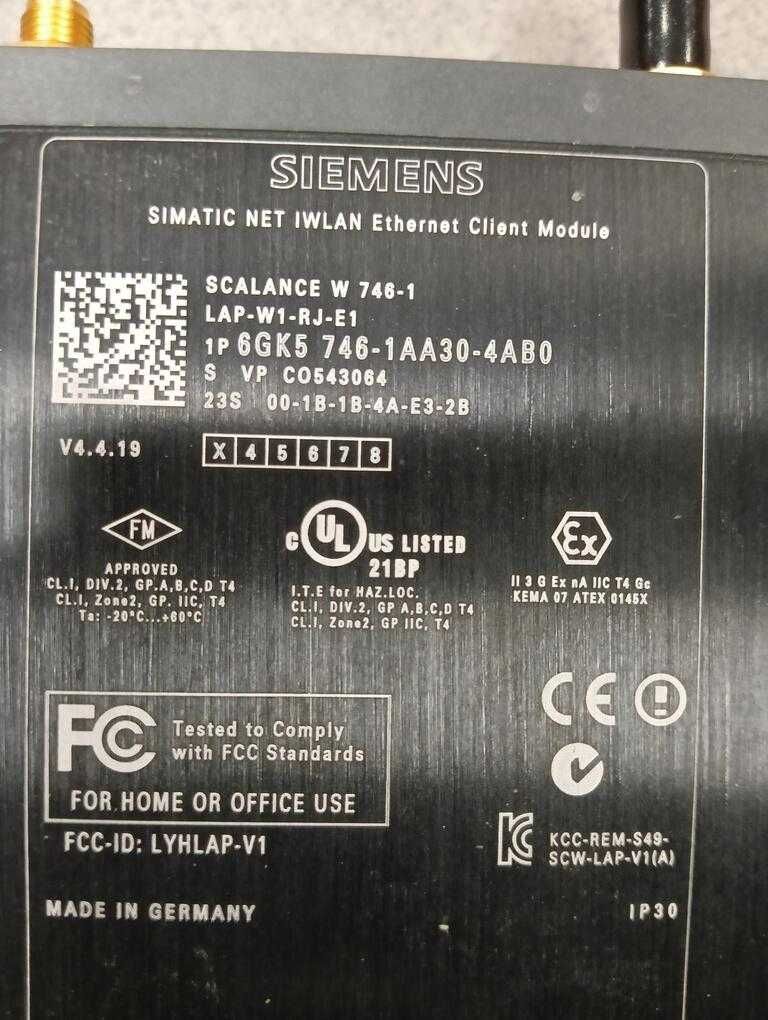 SIEMENS
SIMATIC NET IWLAN Ethernet Client Module
SCALANCE W 746-1
LAP-W1-RJ-E1
1P 6GK5 746-1AA30-4AB0
S VP CO543064
23S 00-1B-1B-4A-E3-2B
V4.4.19
X 4 5 6 7 8
FM
APPROVED
CL.I, DIV.2, GP.A,B,C,D T4
CL.I, Zone2, GP. IIC, T4
Ta: -20°C...+60°C
C UL US LISTED
21BP
I.T.E for HAZ.LOC.
CL.I, DIV.2, GP A,B,C,D T4
CL.I, Zone2, GP IIC, T4
Ex
II 3 G Ex nA IIC T4 Gc
KEMA 07 ATEX 0145X
FC Tested to Comply
with FCC Standards
FOR HOME OR OFFICE USE
FCC-ID: LYHLAP-V1
CE
KCC-REM-S49-
SCW-LAP-V1(A)
MADE IN GERMANY
IP30